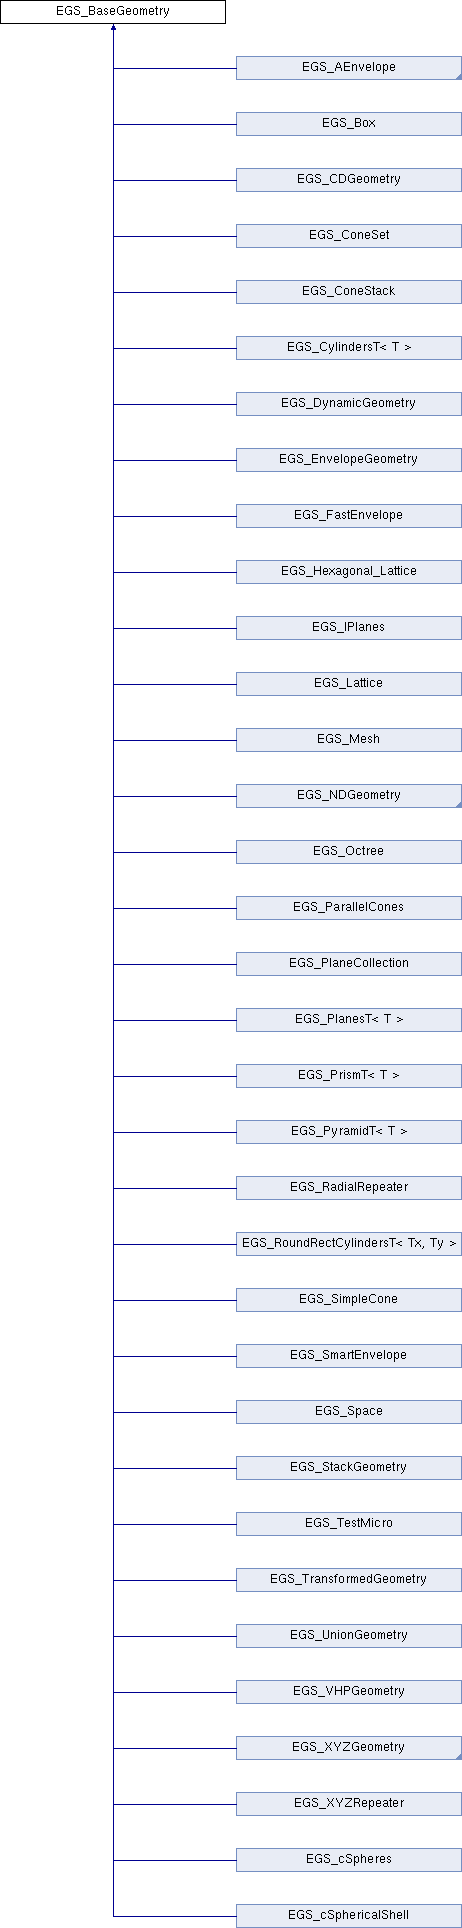 EGS_BaseGeometry
EGS_AEnvelope
EGS_Box
EGS_CDGeometry
EGS_ConeSet
EGS_ConeStack
EGS_CylindersT< T >
EGS_DynamicGeometry
EGS_EnvelopeGeometry
EGS_FastEnvelope
EGS_Hexagonal_Lattice
EGS_IPlanes
EGS_Lattice
EGS_Mesh
EGS_NDGeometry
EGS_Octree
EGS_ParallelCones
EGS_PlaneCollection
EGS_PlanesT< T >
EGS_PrismT< T >
EGS_PyramidT< T >
EGS_RadialRepeater
EGS_RoundRectCylindersT< Tx, Ty >
EGS_SimpleCone
EGS_SmartEnvelope
EGS_Space
EGS_StackGeometry
EGS_TestMicro
EGS_TransformedGeometry
EGS_UnionGeometry
EGS_VHPGeometry
EGS_XYZGeometry
EGS_XYZRepeater
EGS_cSpheres
EGS_cSphericalShell